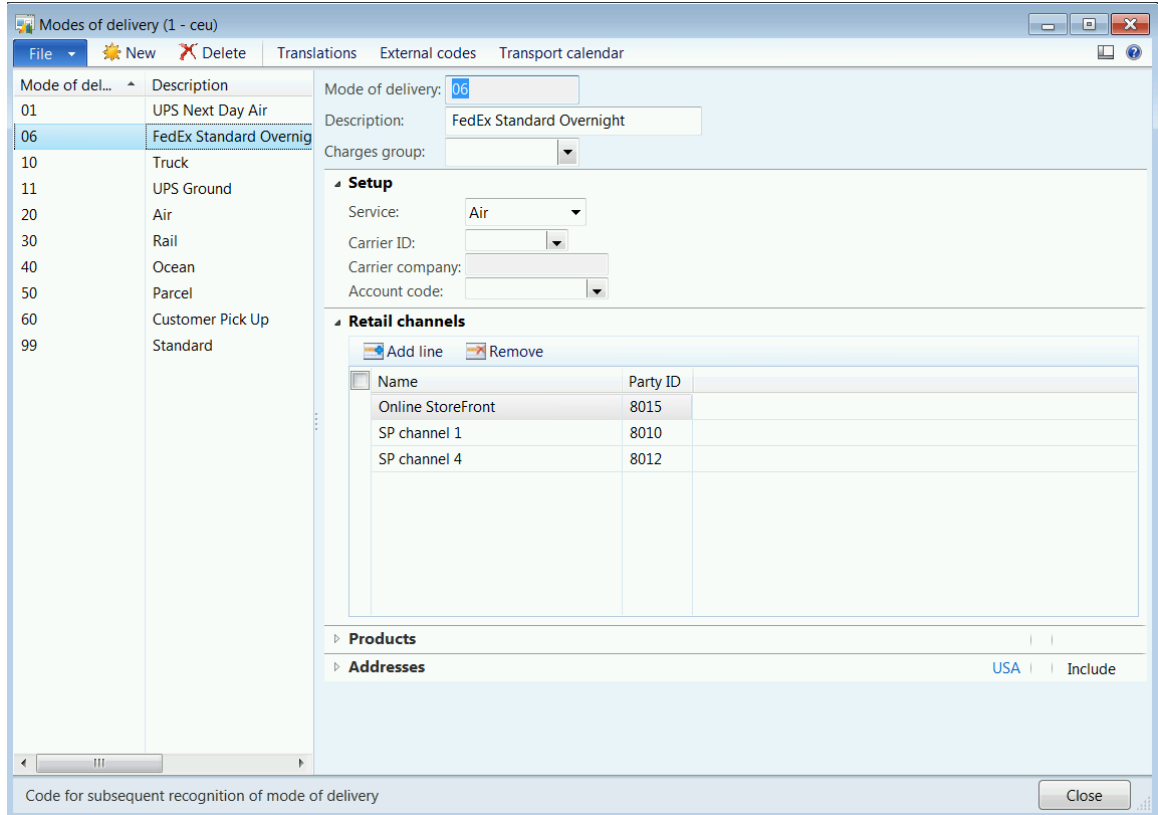 Modes of delivery (1 - ceu)
File New Delete Translations External codes Transport calendar
Mode of del... Description
01 UPS Next Day Air
06 FedEx Standard Overnig
10 Truck
11 UPS Ground
20 Air
30 Rail
40 Ocean
50 Parcel
60 Customer Pick Up
99 Standard
Mode of delivery: 06
Description: FedEx Standard Overnight
Charges group:
Setup
Service: Air
Carrier ID:
Carrier company:
Account code:
Retail channels
Add line Remove
Name Party ID
Online StoreFront 8015
SP channel 1 8010
SP channel 4 8012
Products
Addresses USA Include
Code for subsequent recognition of mode of delivery Close